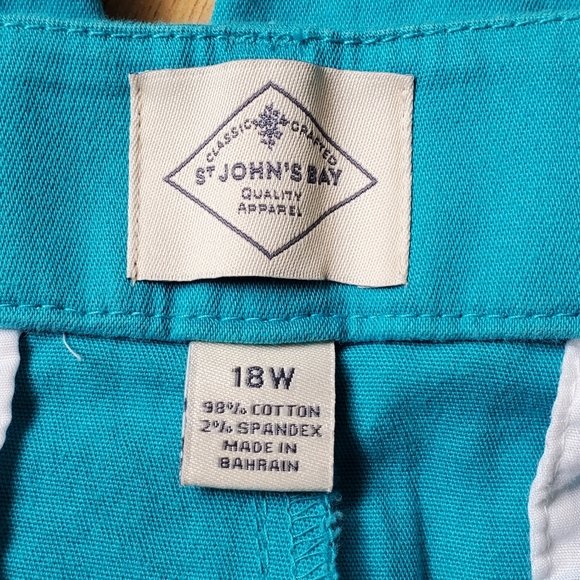 CLASSIC CRAFTED
ST JOHN'S BAY
QUALITY
APPAREL
18W
98% COTTON
2% SPANDEX
MADE IN
BAHRAIN